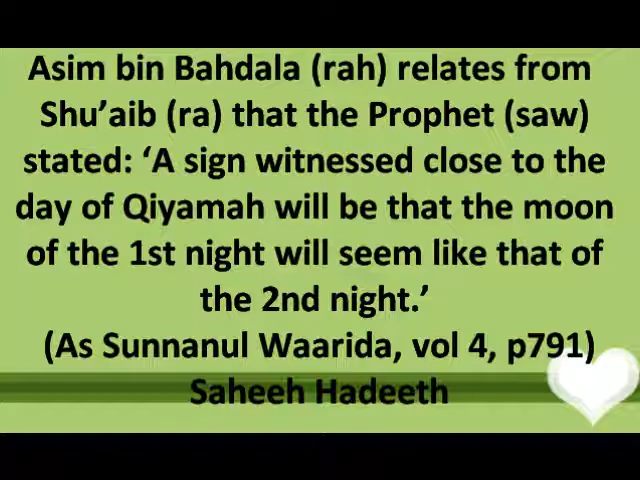 Asim bin Bahdala (rah) relates from
Shu’aib (ra) that the Prophet (saw)
stated: ‘A sign witnessed close to the
day of Qiyamah will be that the moon
of the 1st night will seem like that of
the 2nd night.’
(As Sunnanul Waarida, vol 4, p791)
Saheeh Hadeeth